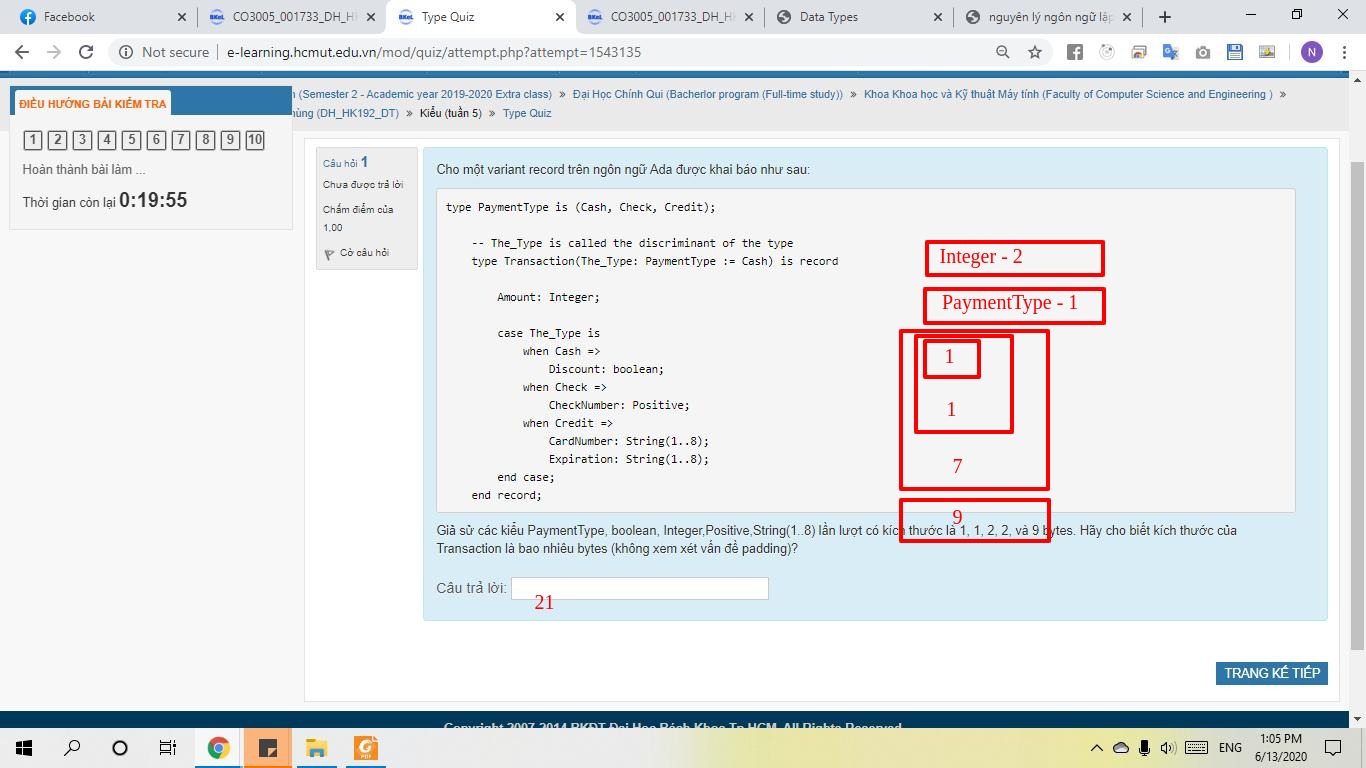 Facebook
CO3005_001733_DH_HK
Type Quiz
CO3005_001733_DH_HK
Data Types
nguyên lý ngôn ngữ lập
Not secure | e-learning.hcmut.edu.vn/mod/quiz/attempt.php?attempt=1543135
N
ĐIỀU HƯỚNG BÀI KIỂM TRA
1 2 3 4 5 6 7 8 9 10
Hoàn thành bài làm ...
Thời gian còn lại 0:19:55
(Semester 2 - Academic year 2019-2020 Extra class) » Đại Học Chính Qui (Bacherlor program (Full-time study)) » Khoa Khoa học và Kỹ thuật Máy tính (Faculty of Computer Science and Engineering ) »
(DH_HK192_DT) » Kiểu (tuần 5) » Type Quiz
Câu hỏi 1
Chưa được trả lời
Chấm điểm của
1,00
Cờ câu hỏi
Cho một variant record trên ngôn ngữ Ada được khai báo như sau:
type PaymentType is (Cash, Check, Credit);
-- The_Type is called the discriminant of the type
type Transaction(The_Type: PaymentType := Cash) is record
Amount: Integer;
case The_Type is
when Cash =>
Discount: boolean;
when Check =>
CheckNumber: Positive;
when Credit =>
CardNumber: String(1..8);
Expiration: String(1..8);
end case;
end record;
Integer - 2
PaymentType - 1
1
1
7
9
Giả sử các kiểu PaymentType, boolean, Integer,Positive,String(1..8) lần lượt có kích thước là 1, 1, 2, 2, và 9 bytes. Hãy cho biết kích thước của
Transaction là bao nhiêu bytes (không xem xét vấn đề padding)?
Câu trả lời:
21
TRANG KẾ TIẾP
Copyright 2007-2014 BKĐT Đại Học Bách Khoa Tp.HCM. All Rights Reserved
PDF
ENG
1:05 PM
6/13/2020